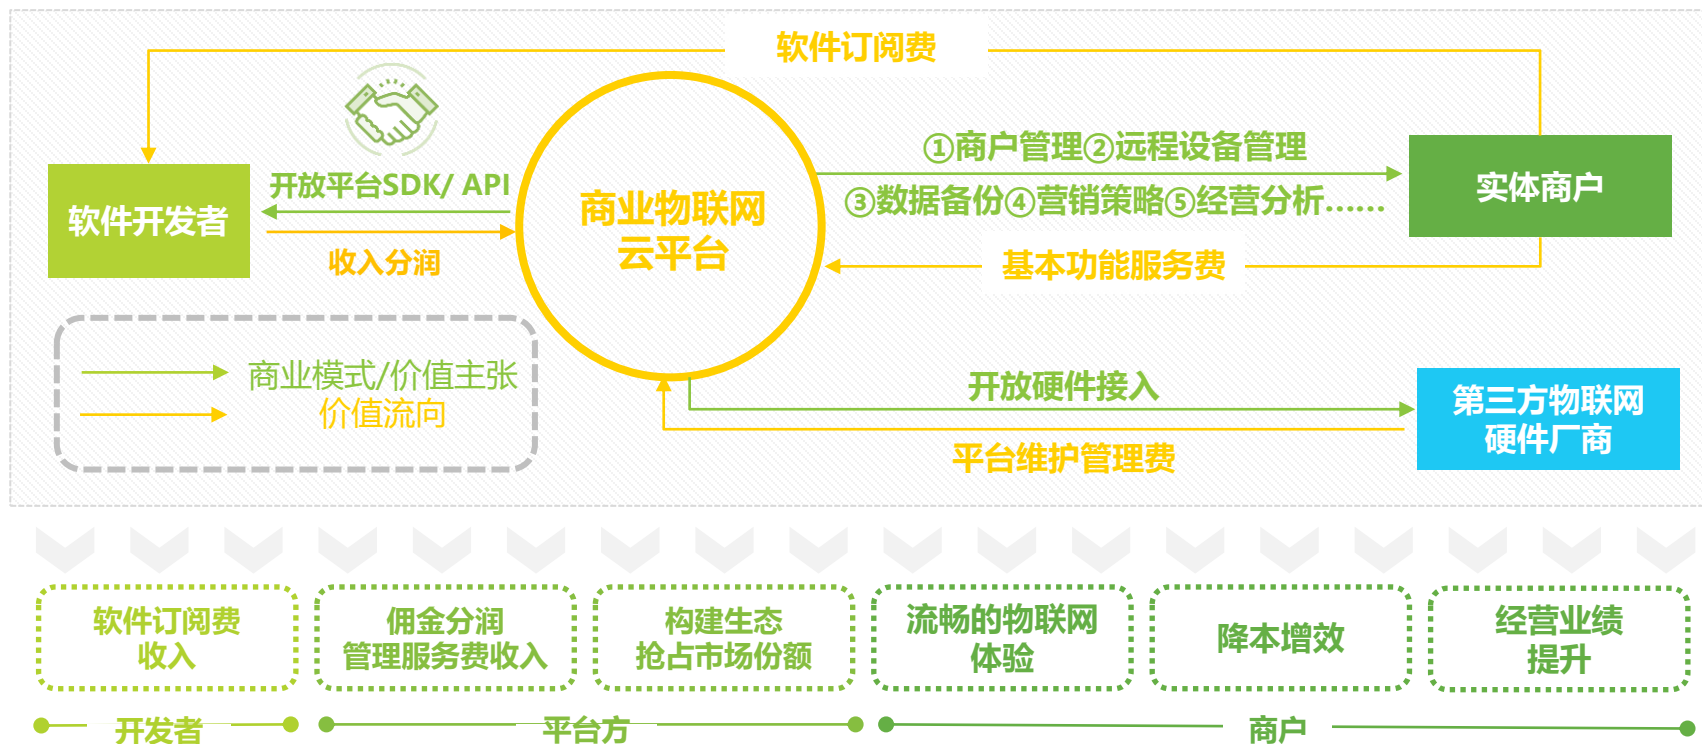 软件订阅费
①商户管理②远程设备管理
开放平台SDK/ API
软件开发者
商业物联网
云平台
③数据备份④营销策略⑤经营分析……
实体商户
收入分润
基本功能服务费
商业模式/价值主张
价值流向
开放硬件接入
第三方物联网
硬件厂商
平台维护管理费
软件订阅费
收入
佣金分润
管理服务费收入
构建生态
抢占市场份额
流畅的物联网
体验
降本增效
经营业绩
提升
开发者
平台方
商户